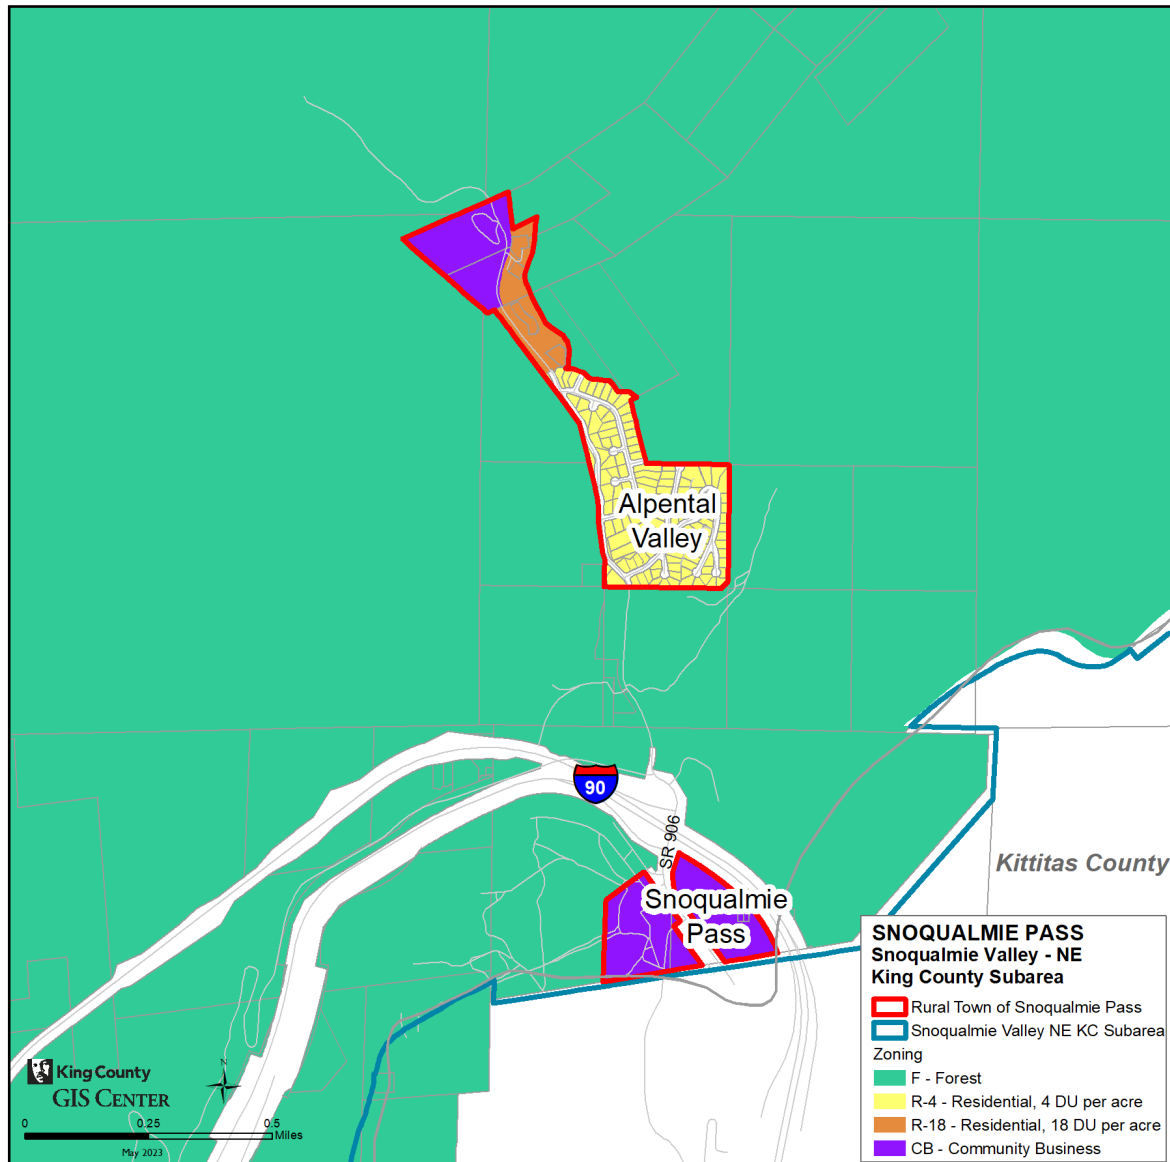 Alpental
Valley
90
SR 906
Snoqualmie
Pass
Kittitas County
SNOQUALMIE PASS
Snoqualmie Valley - NE
King County Subarea
Rural Town of Snoqualmie Pass
Snoqualmie Valley NE KC Subarea
Zoning
F - Forest
R-4 - Residential, 4 DU per acre
R-18 - Residential, 18 DU per acre
CB - Community Business
King County
GIS CENTER
N
0 0.25 0.5
Miles
May 2023